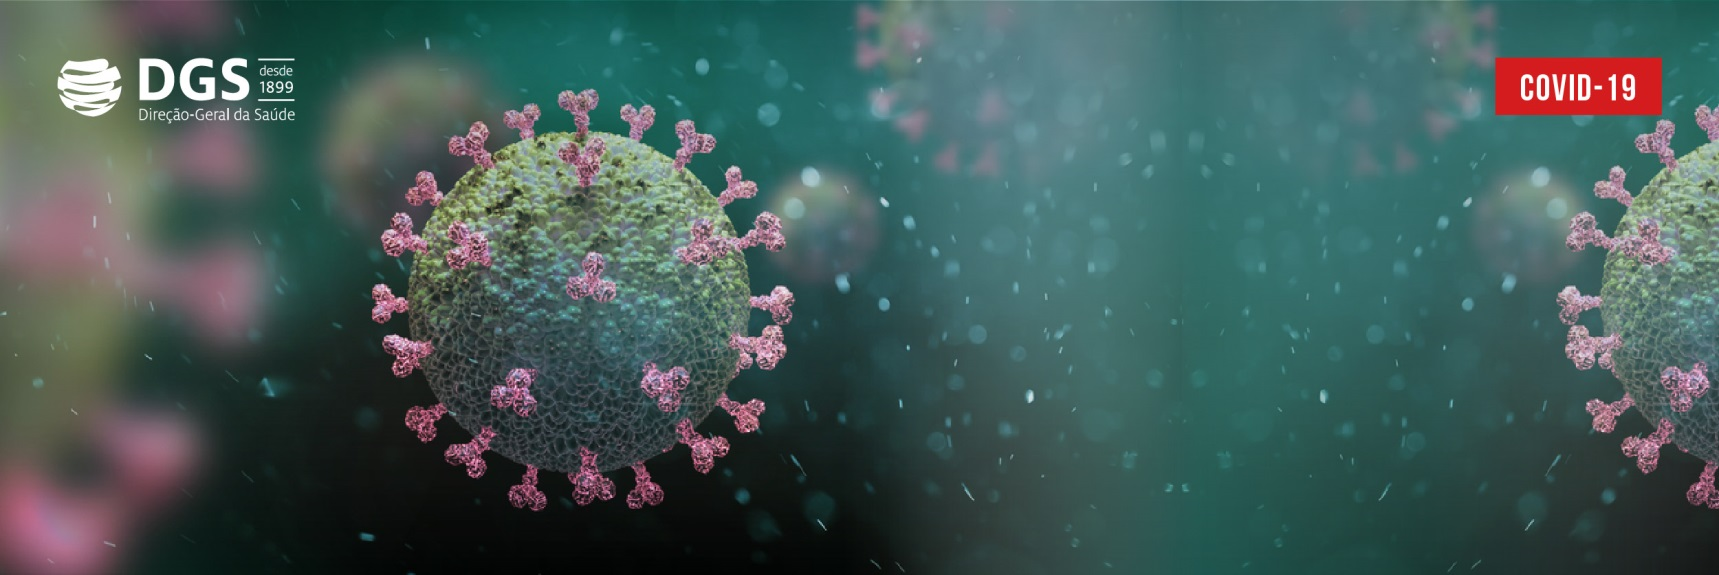 DGS
desde
1899
Direção-Geral da Saúde
COVID-19